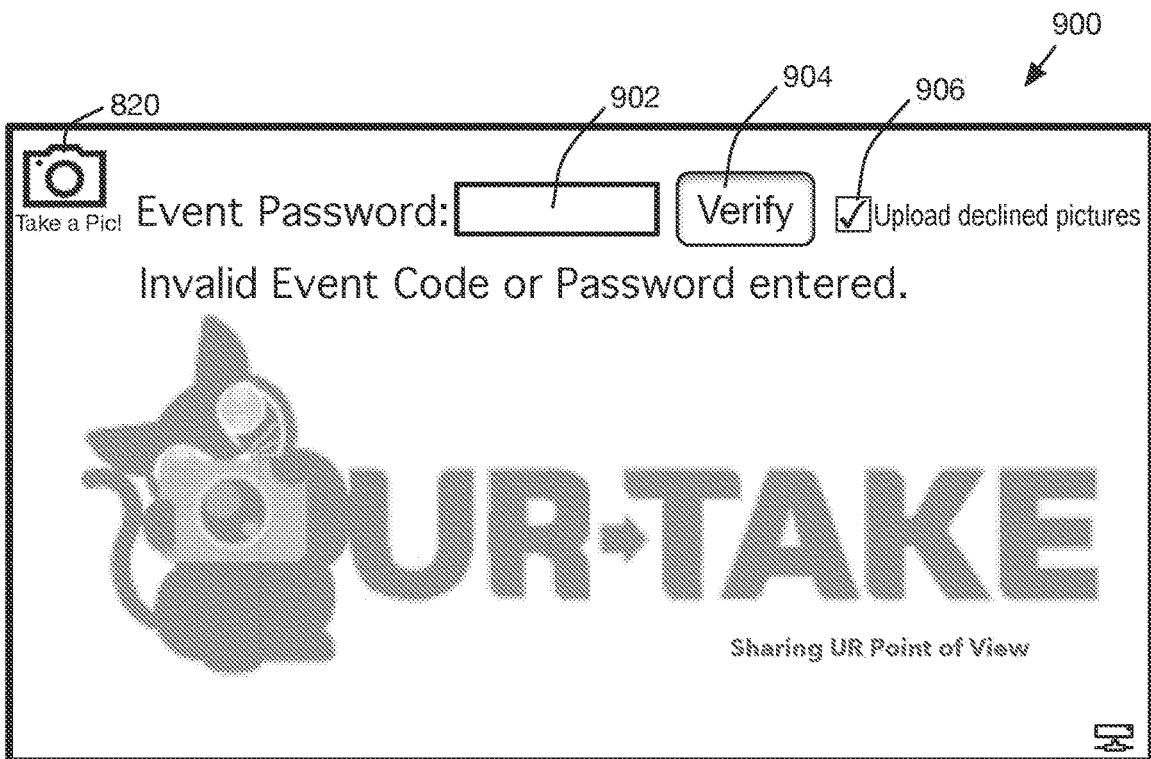 900
820
902
904
906
Take a Pic!
Event Password:
Verify
Upload declined pictures
Invalid Event Code or Password entered.
UR TAKE
Sharing UR Point of View